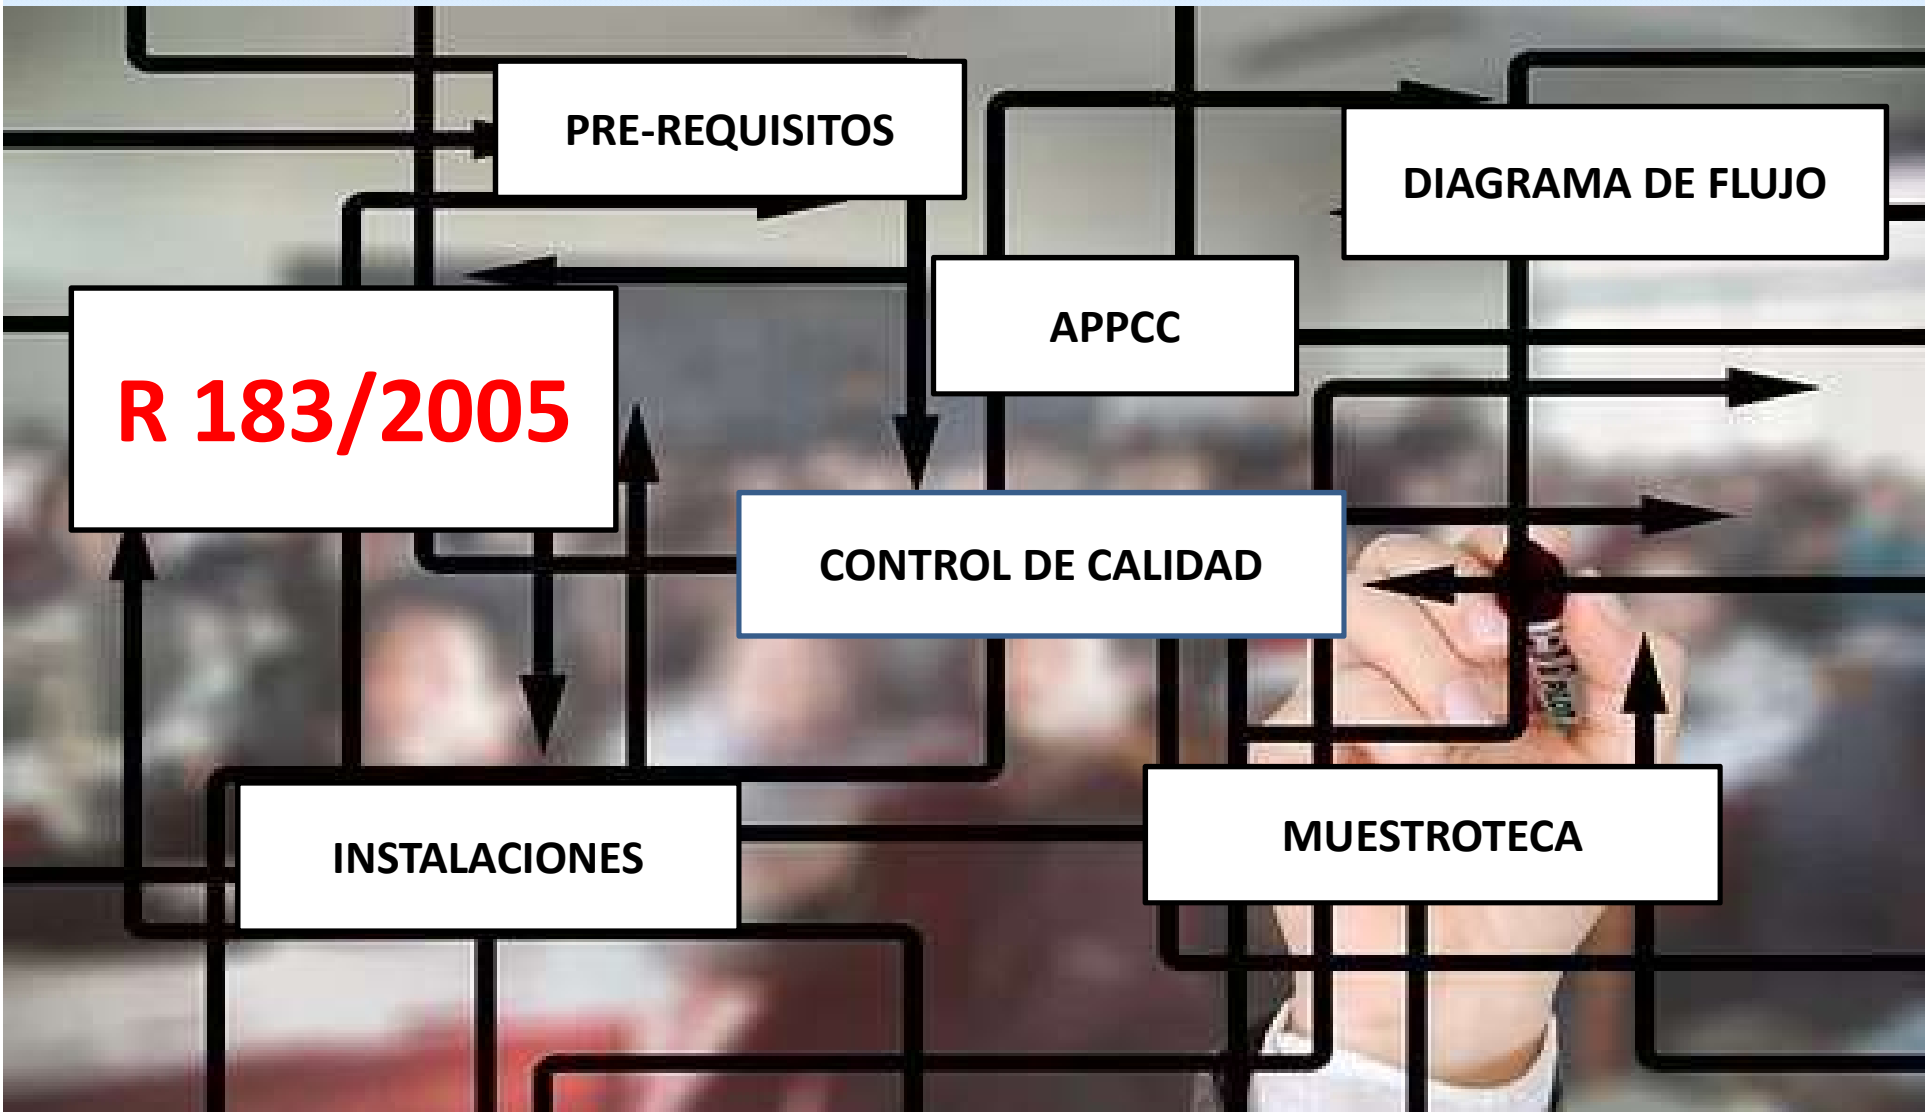 PRE-REQUISITOS
DIAGRAMA DE FLUJO
APPCC
R 183/2005
CONTROL DE CALIDAD
MUESTROTECA
INSTALACIONES